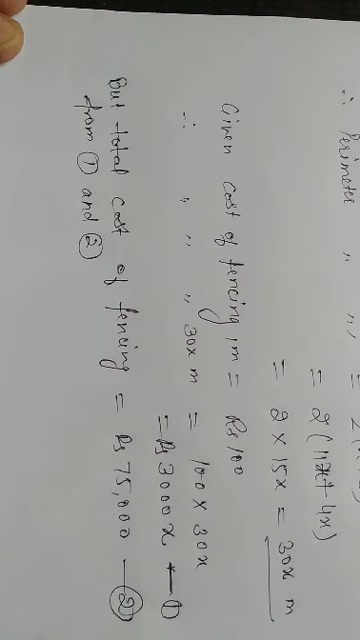 ∴ Perimeter " " = 2(
= 2(11x + 4x)
= 2 × 15x = 30x m
Given cost of fencing 1m = Rs 100
∴ " " " 30x m = 100 × 30x
= Rs 3000x — ①
But total cost of fencing = Rs 75,000 — ②
from ① and ②